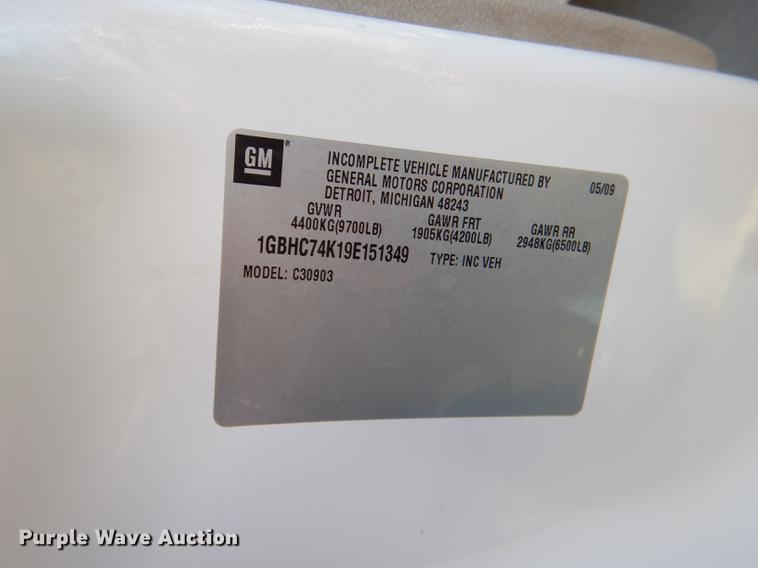 GM
INCOMPLETE VEHICLE MANUFACTURED BY
GENERAL MOTORS CORPORATION
DETROIT, MICHIGAN 48243
05/09
GVWR
4400KG(9700LB)
GAWR FRT
1905KG(4200LB)
GAWR RR
2948KG(6500LB)
1GBHC74K19E151349
TYPE: INC VEH
MODEL: C30903
Purple Wave Auction